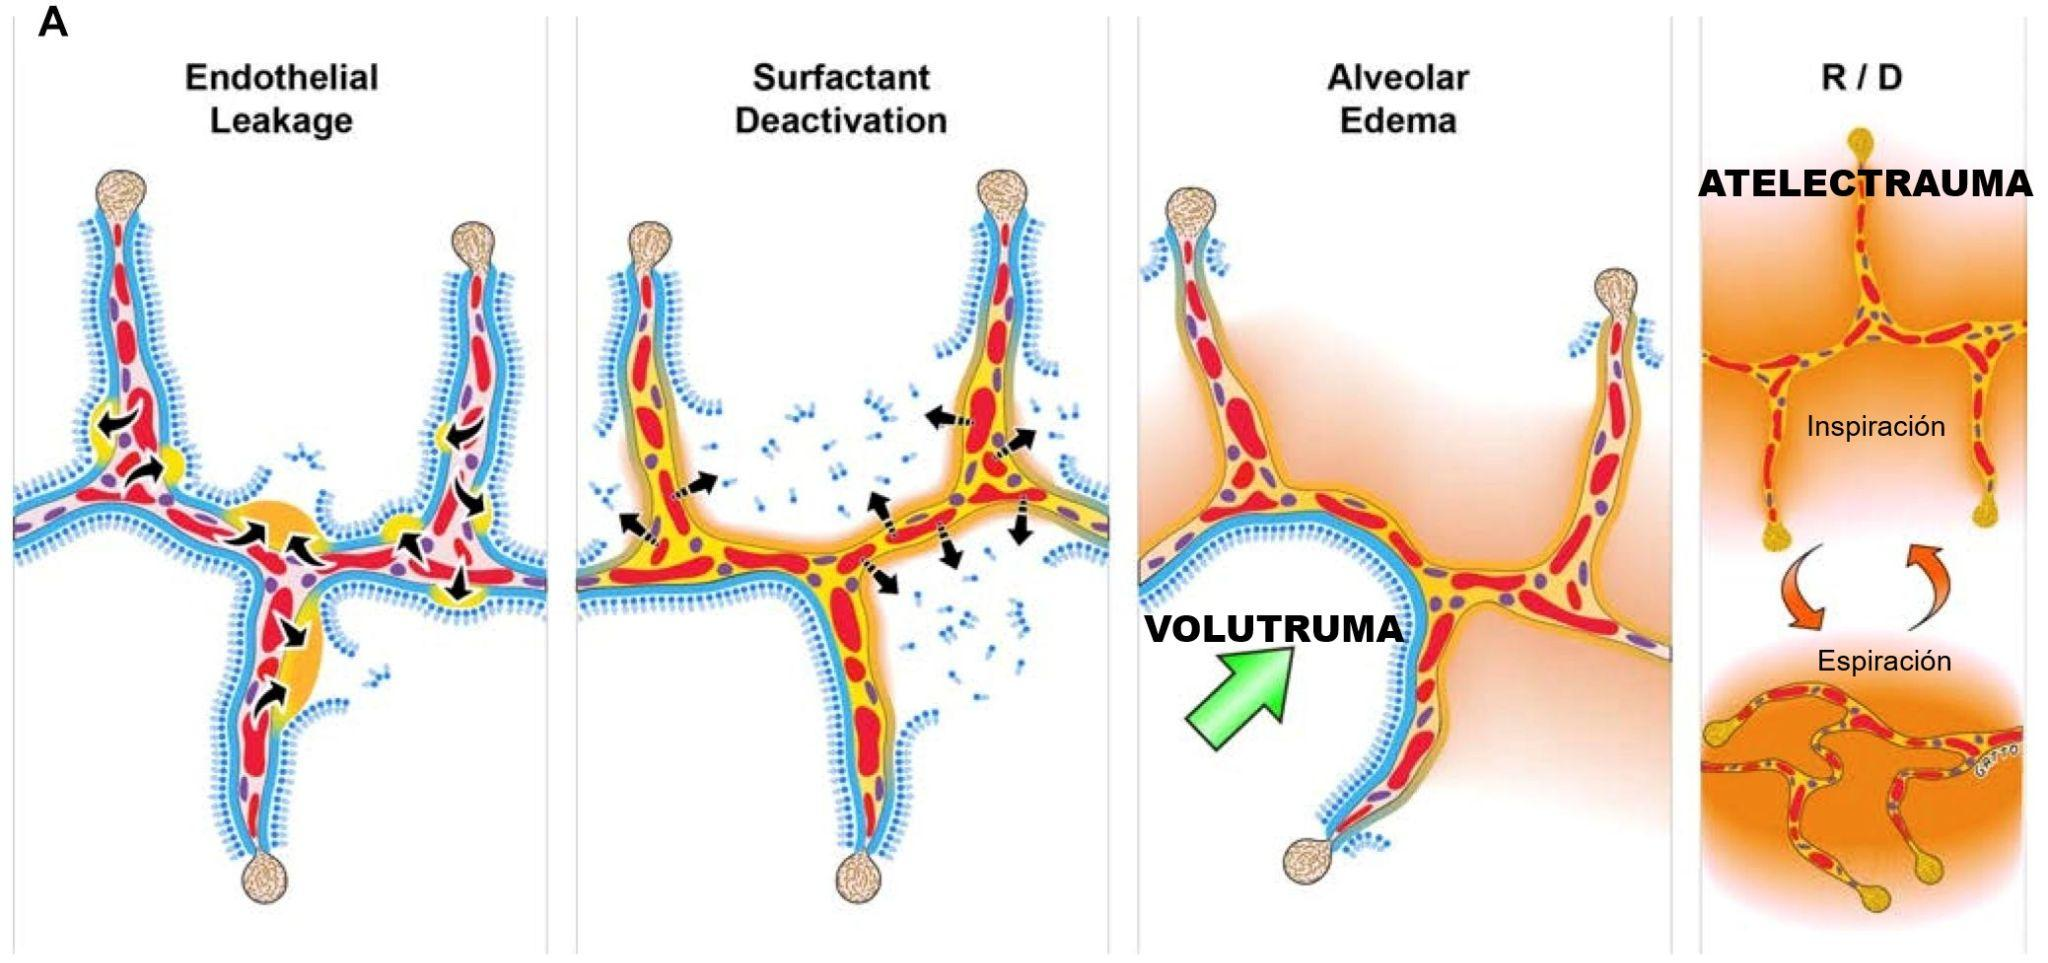 A
Endothelial
Leakage
Surfactant
Deactivation
Alveolar
Edema
VOLUTRUMA
R / D
ATELECTRAUMA
Inspiración
Espiración
GATTO